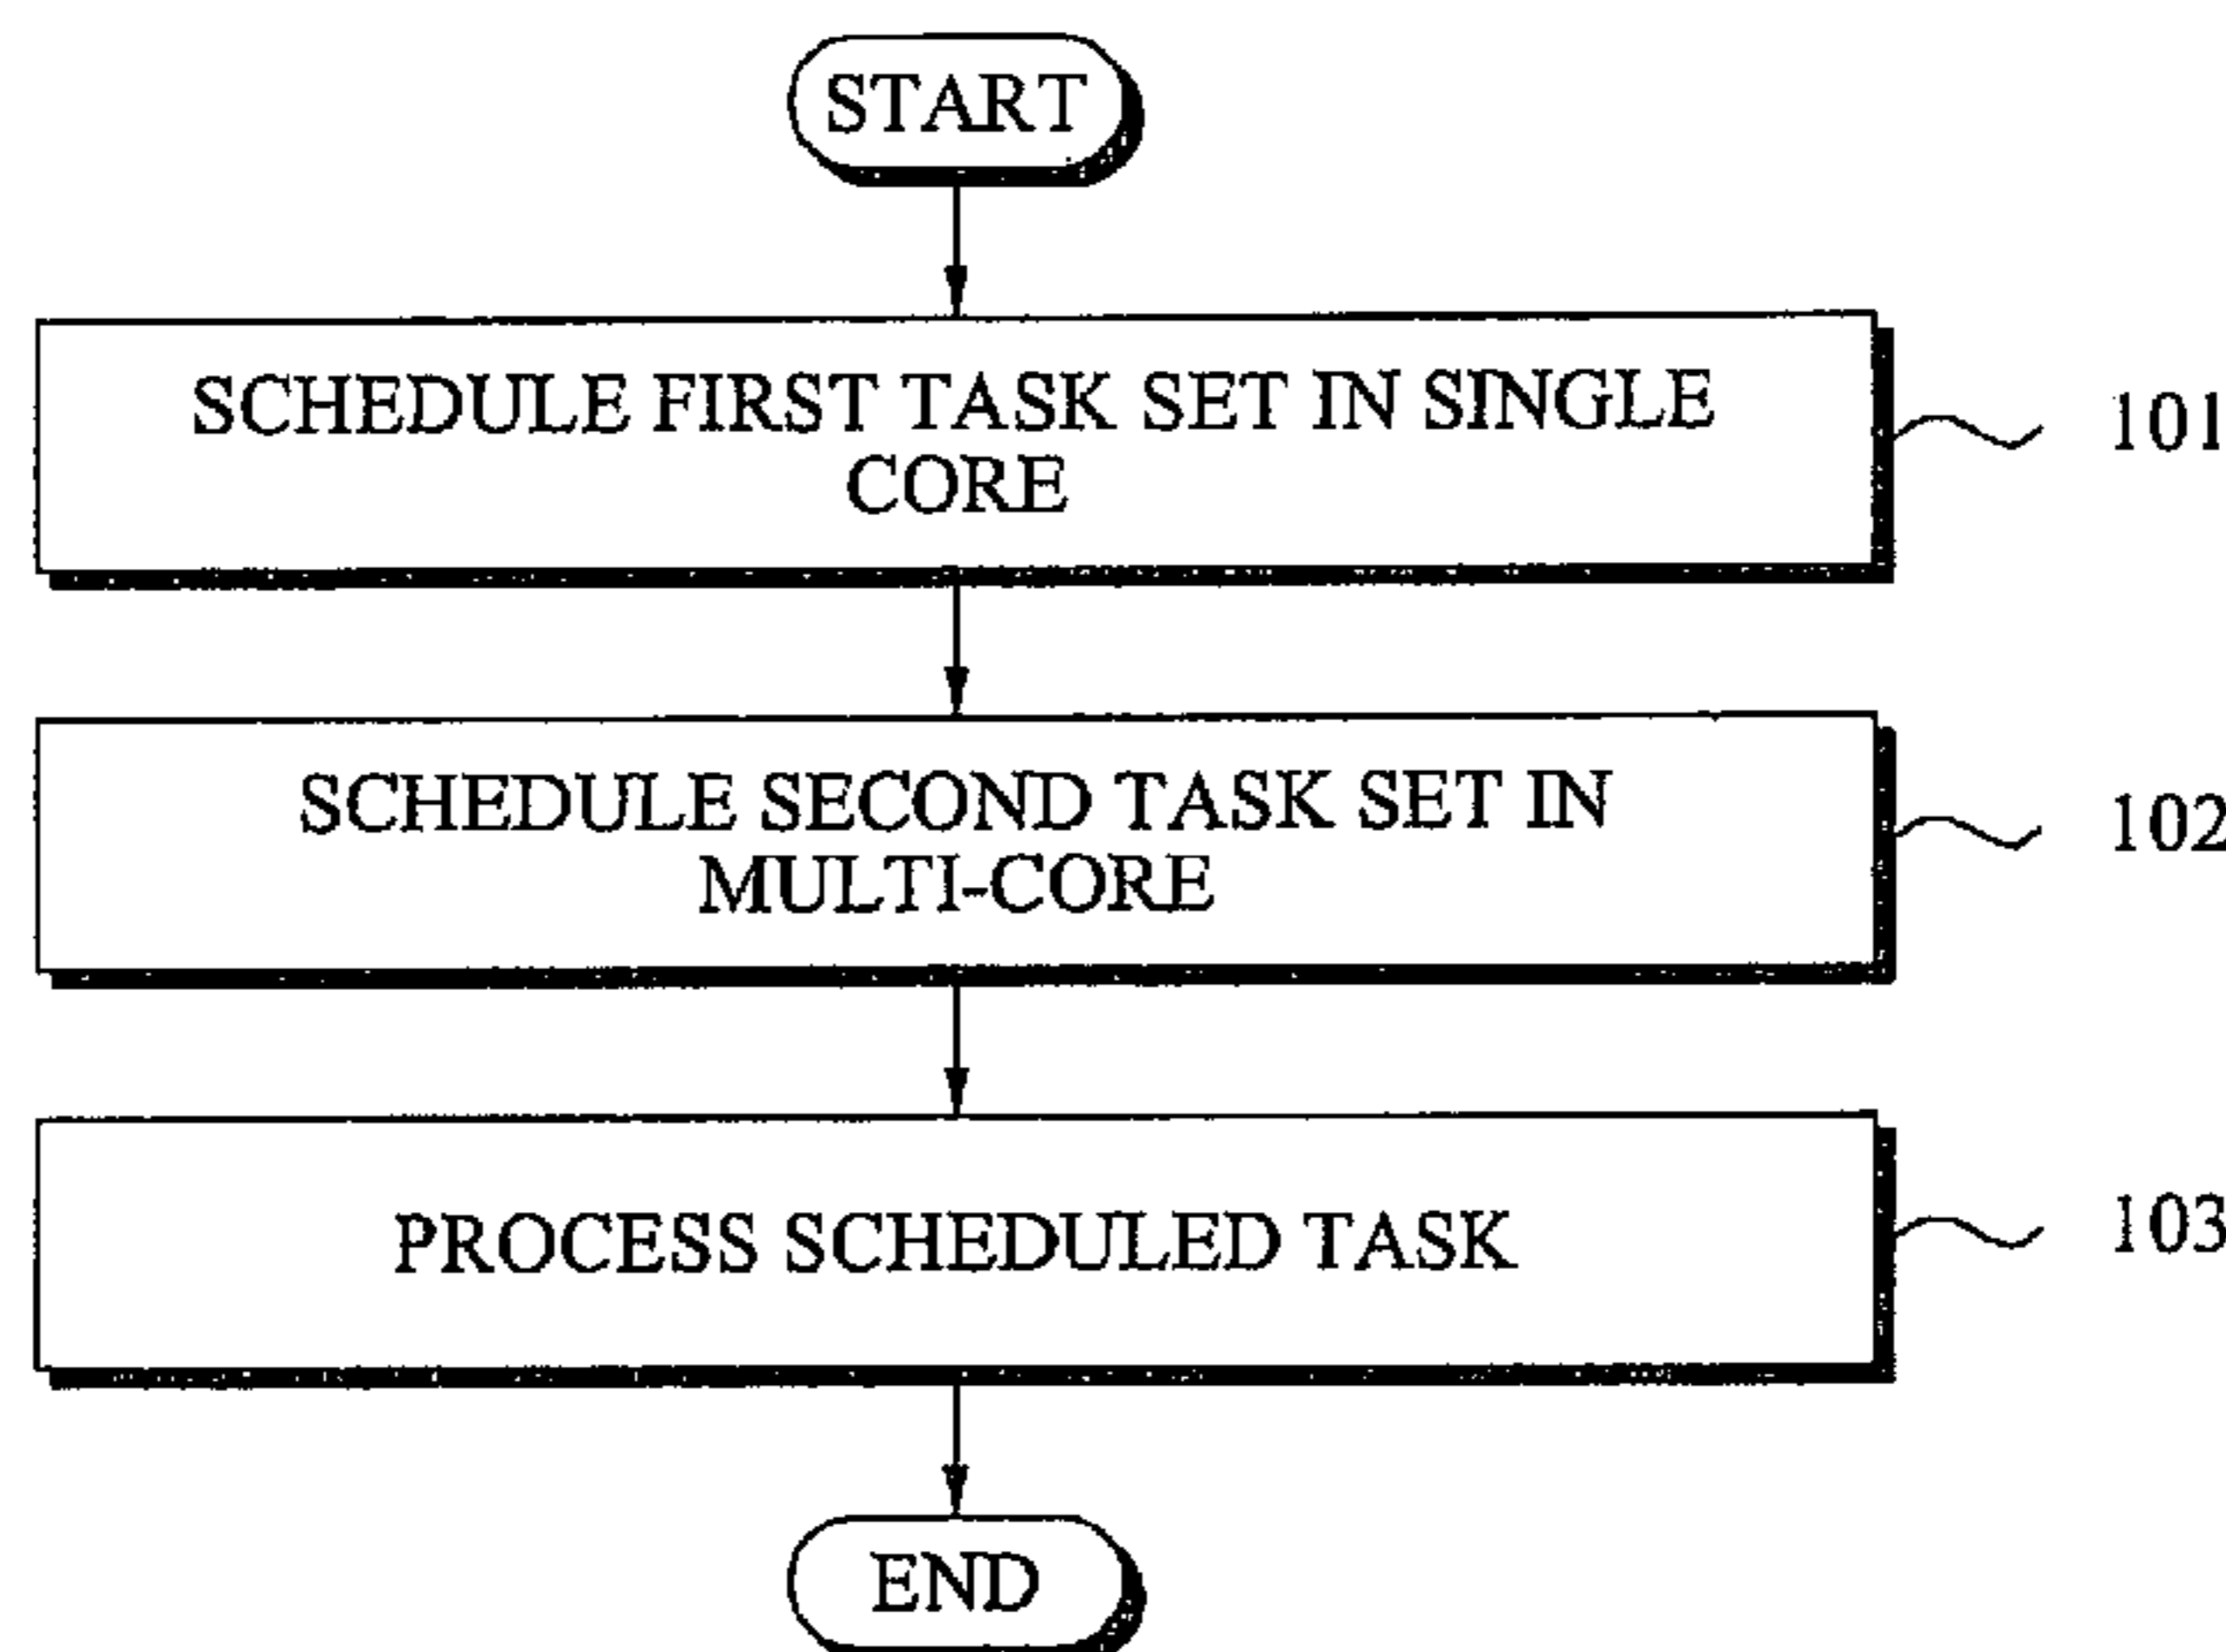 START
SCHEDULE FIRST TASK SET IN SINGLE
CORE
101
SCHEDULE SECOND TASK SET IN
MULTI-CORE
102
PROCESS SCHEDULED TASK
103
END